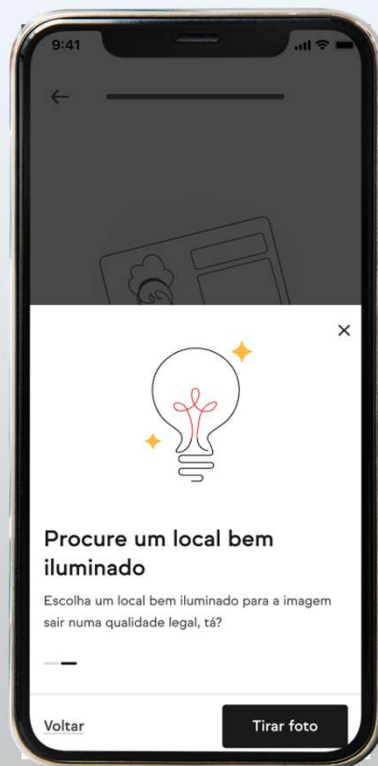 9:41
Procure um local bem
iluminado
Escolha um local bem iluminado para a imagem
sair numa qualidade legal, tá?
Voltar
Tirar foto